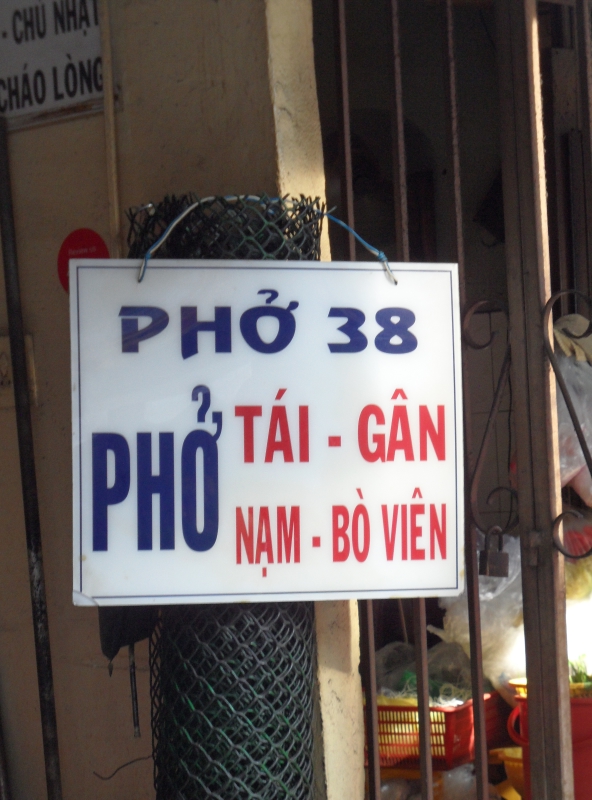 - CHỦ NHẬT
CHÁO LÒNG
PHỞ 38
PHỞ TÁI - GÂN
NẠM - BÒ VIÊN